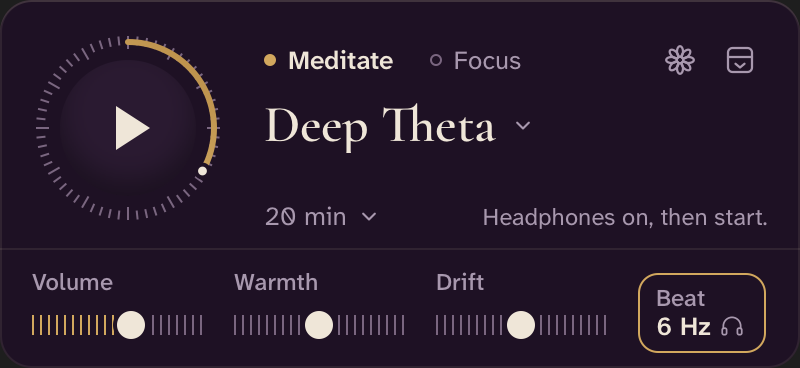 Meditate Focus
Deep Theta
20 min Headphones on, then start.
Volume Warmth Drift
Beat
6 Hz